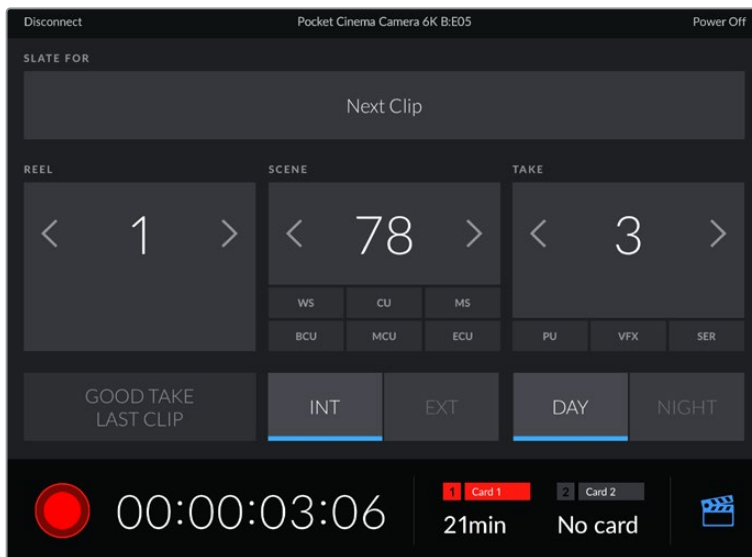 Disconnect Pocket Cinema Camera 6K B:E05 Power Off
SLATE FOR
Next Clip
REEL SCENE TAKE
1 78 3
WS CU MS
BCU MCU ECU PU VFX SER
GOOD TAKE
LAST CLIP
INT EXT DAY NIGHT
00:00:03:06
1 Card 1 2 Card 2
21min No card